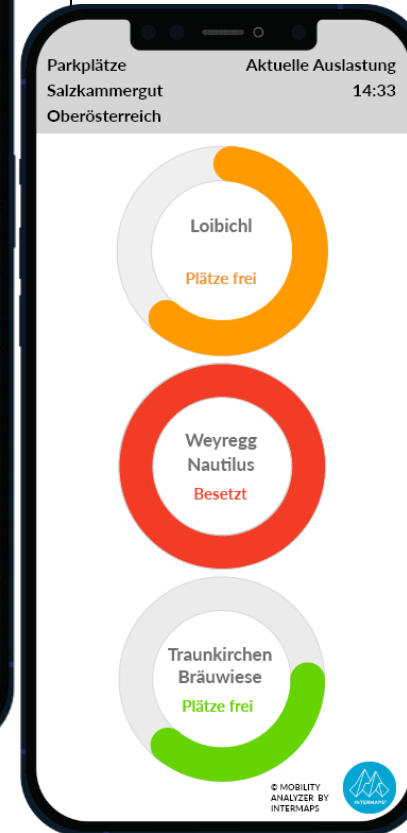 Parkplätze
Salzkammergut
Oberösterreich
Aktuelle Auslastung
14:33
Loibichl
Plätze frei
Weyregg
Nautilus
Besetzt
Traunkirchen
Bräuwiese
Plätze frei
© MOBILITY
ANALYZER BY
INTERMAPS
INTERMAPS®